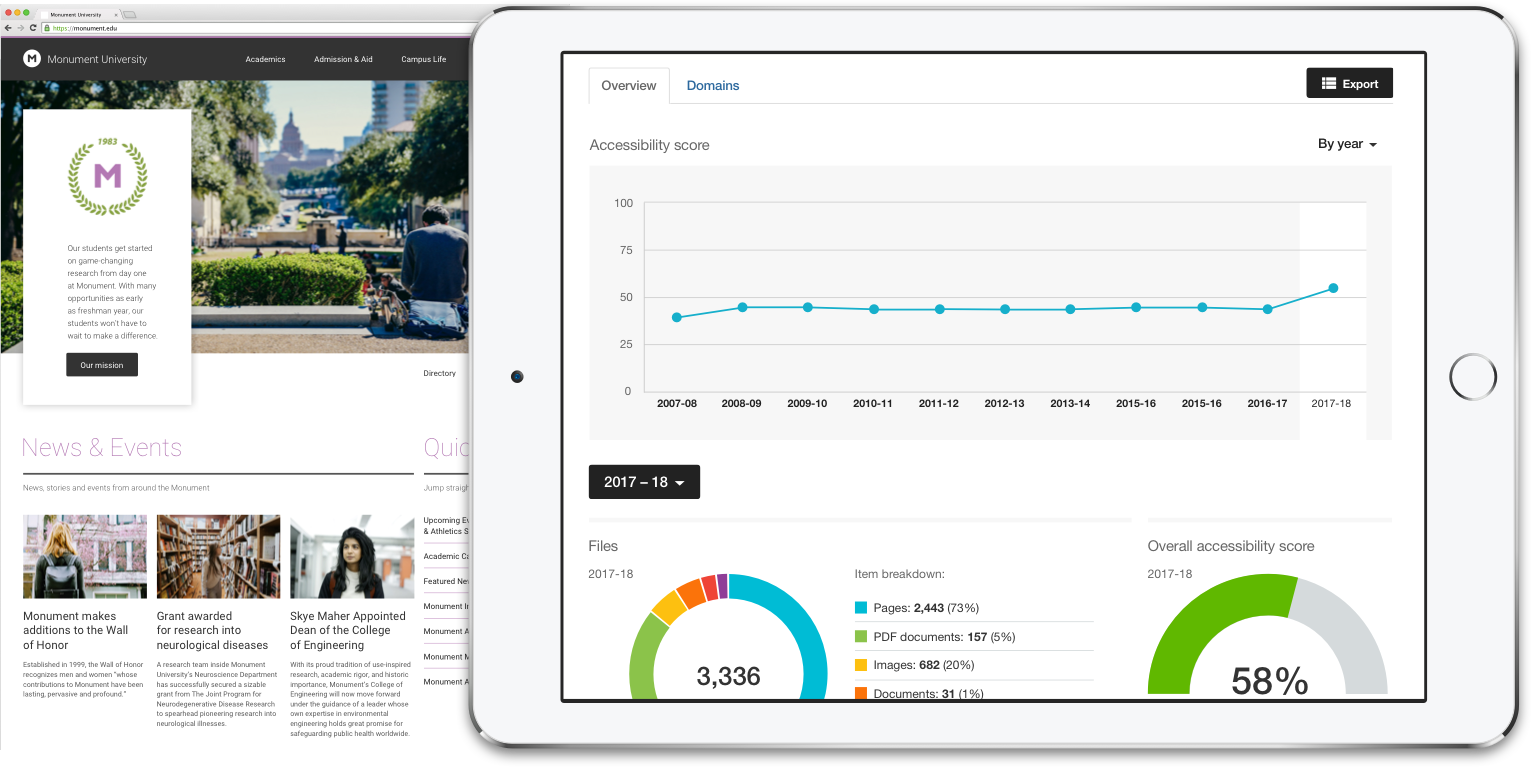 Monument University
https://monument.edu
M
Monument University
Academics
Admission & Aid
Campus Life
1983
M
Our students get started
on game-changing
research from day one
at Monument. With many
opportunities as early
as freshman year, our
students won't have to
wait to make a difference.
Our mission
Directory
News & Events
News, stories and events from around the Monument
Monument makes
additions to the Wall
of Honor
Established in 1999, the Wall of Honor
recognizes men and women "whose
contributions to Monument have been
lasting, pervasive and profound."
Grant awarded
for research into
neurological diseases
A research team inside Monument
University's Neuroscience Department
has successfully secured a sizable
grant from The Joint Program for
Neurodegenerative Disease Research
to spearhead pioneering research into
neurological illnesses.
Skye Maher Appointed
Dean of the College
of Engineering
With its proud tradition of use-inspired
research, academic rigor, and historic
importance, Monument's College of
Engineering will now move forward
under the guidance of a leader whose
own expertise in environmental
engineering holds great promise for
safeguarding public health worldwide.
Quic
Jump straigh
Upcoming Ev
& Athletics S
Academic Ca
Featured Nev
Monument In
Monument A
Monument M
Monument A
Overview
Domains
Export
Accessibility score
By year
100
75
50
25
0
2007-08 2008-09 2009-10 2010-11 2011-12 2012-13 2013-14 2015-16 2015-16 2016-17 2017-18
2017 – 18
Files
2017-18
3,336
Item breakdown:
Pages: 2,443 (73%)
PDF documents: 157 (5%)
Images: 682 (20%)
Documents: 31 (1%)
Overall accessibility score
2017-18
58%